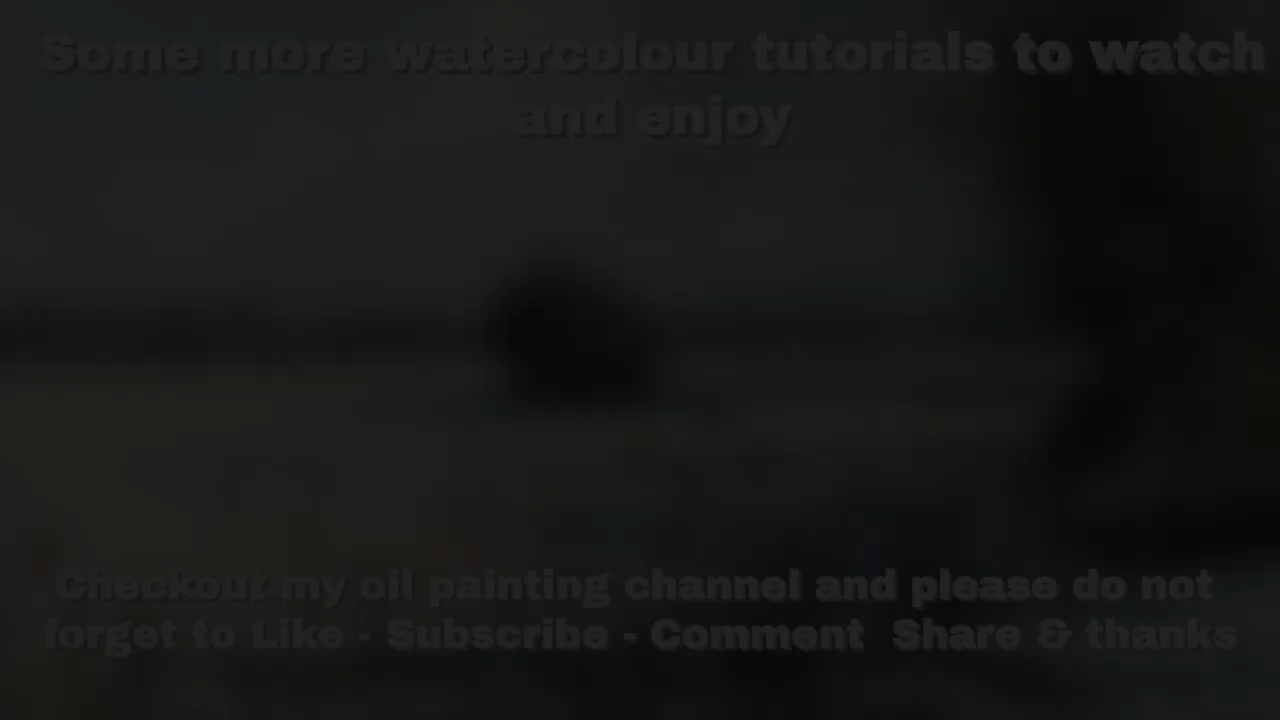 Some more watercolour tutorials to watch
and enjoy
Checkout my oil painting channel and please do not
forget to Like - Subscribe - Comment Share & thanks